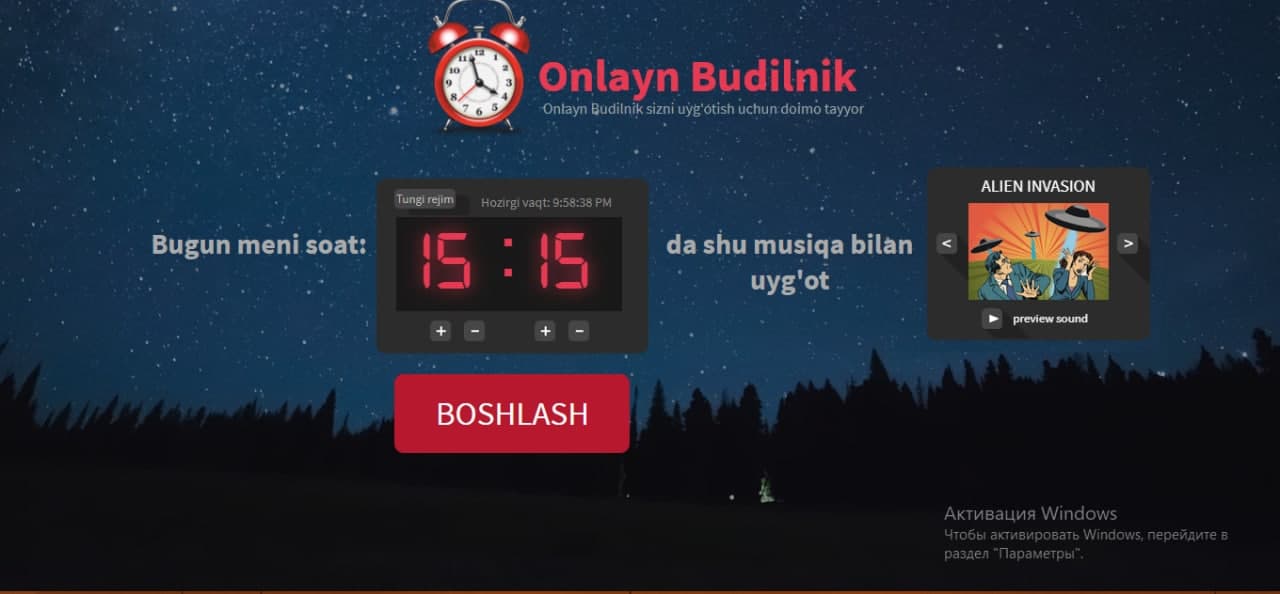 Onlayn Budilnik
Onlayn Budilnik sizni uyg'otish uchun doimo tayyor
ALIEN INVASION
Tungi rejim
Hozirgi vaqt: 9:58:38 PM
Bugun meni soat:
15 : 15
da shu musiqa bilan
uyg'ot
<
>
+ − + −
preview sound
BOSHLASH
Активация Windows
Чтобы активировать Windows, перейдите в
раздел "Параметры".